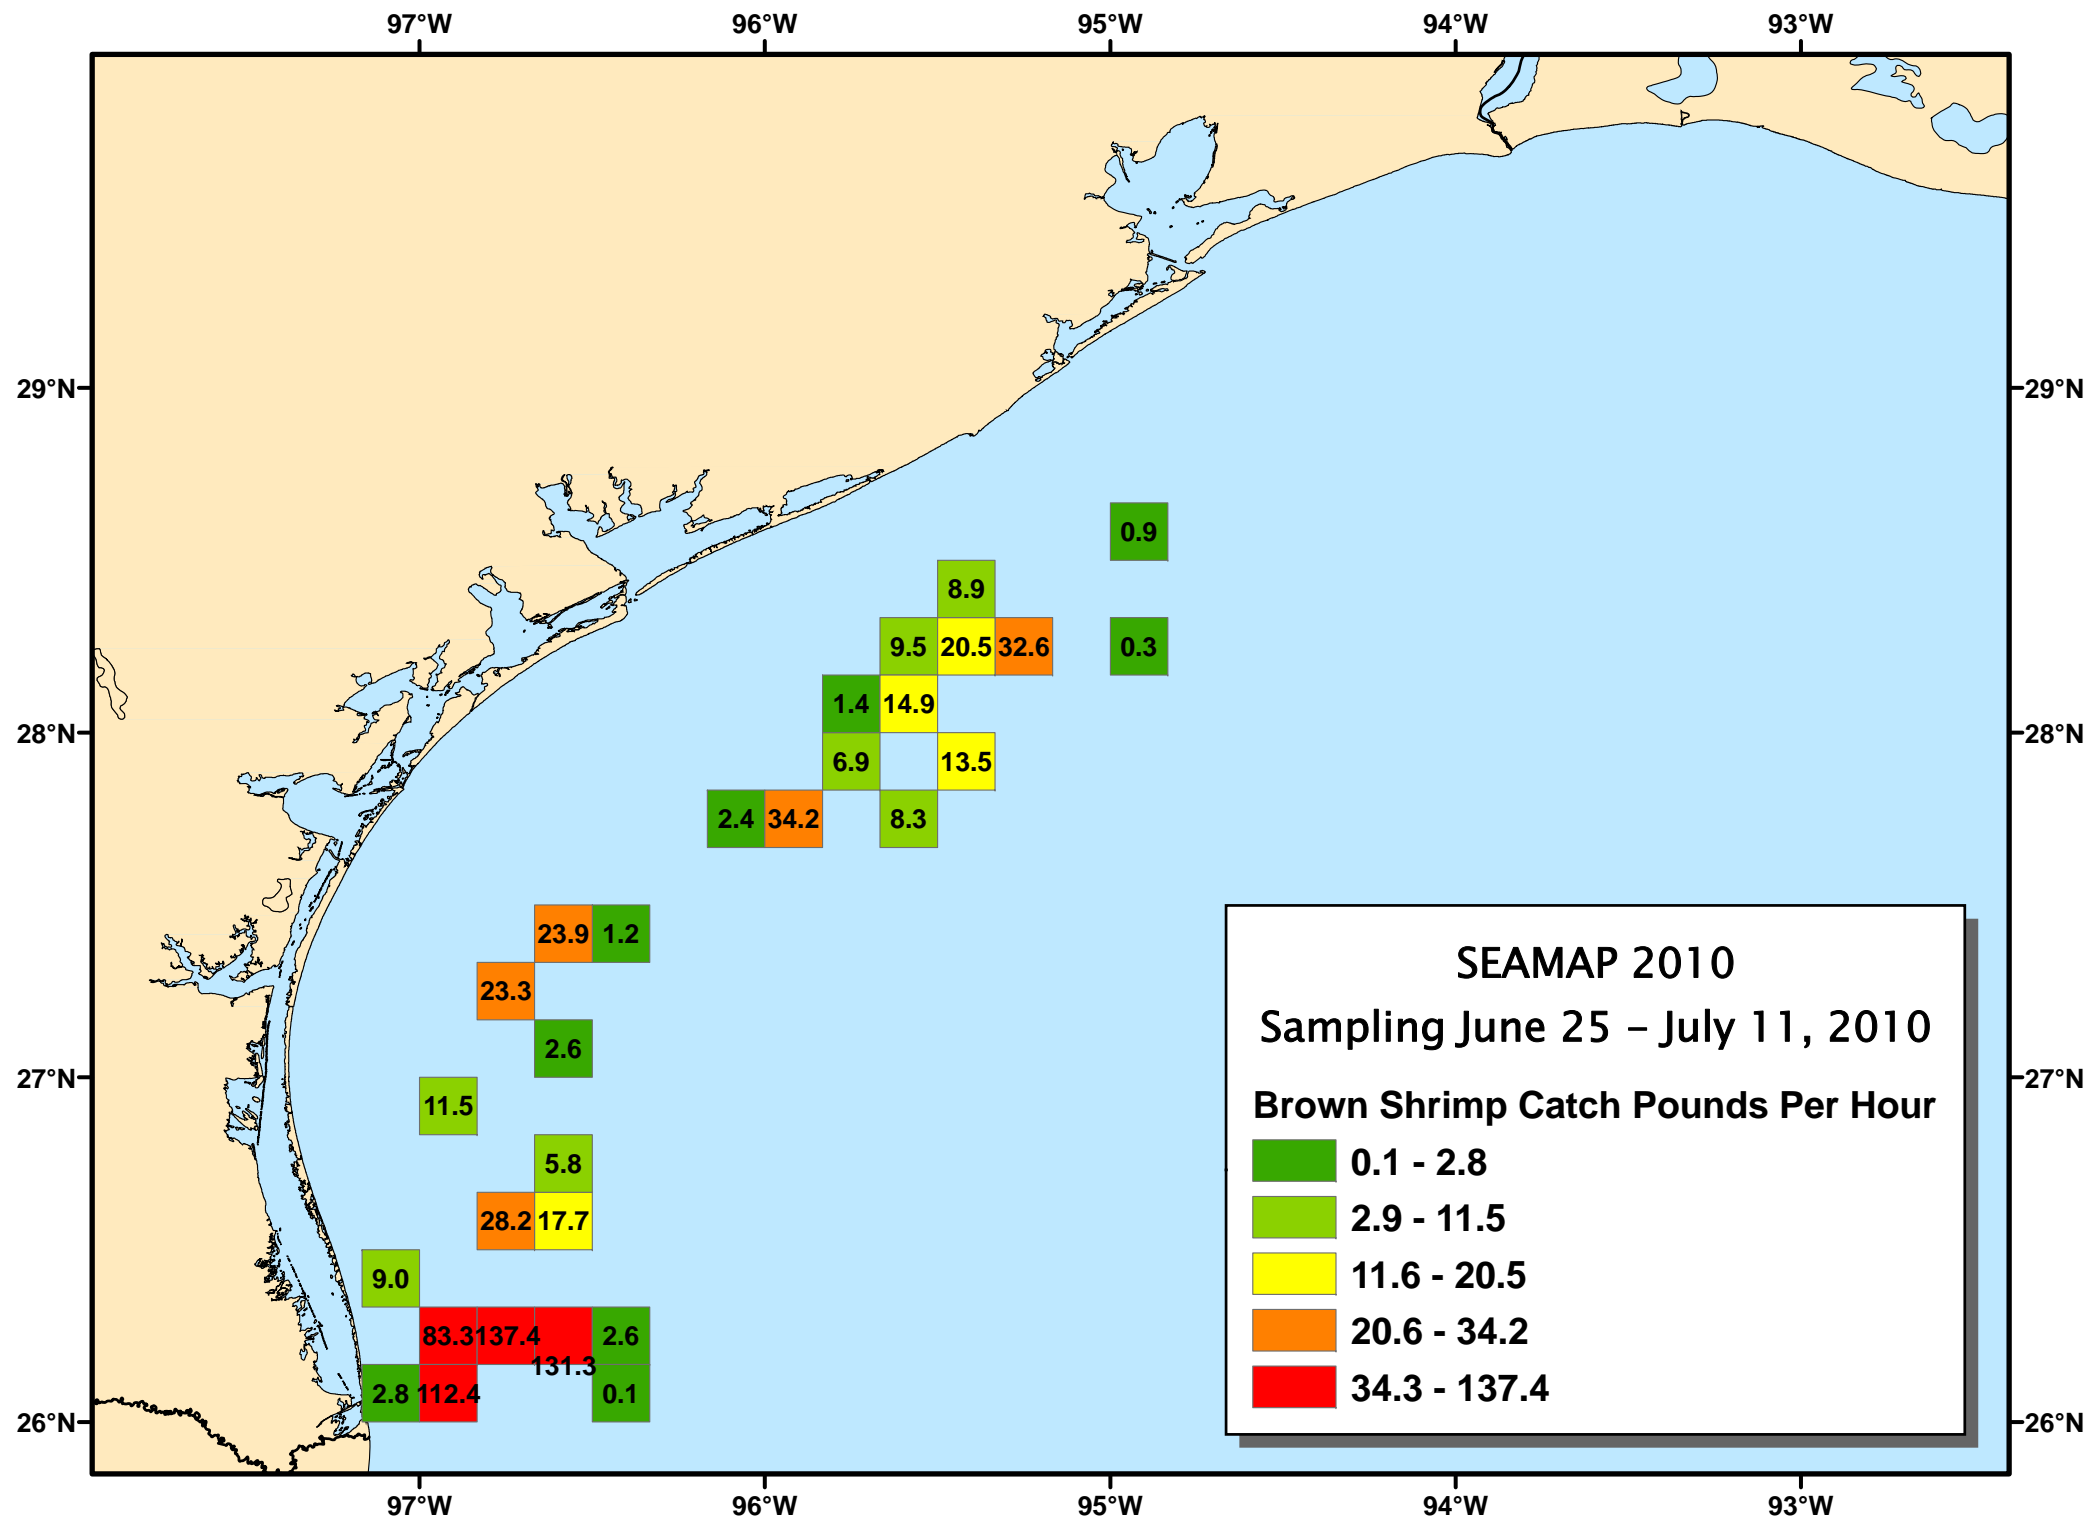 97°W 96°W 95°W 94°W 93°W
29°N 29°N
0.9
8.9
9.5 20.5 32.6 0.3
1.4 14.9
28°N 28°N
6.9 13.5
2.4 34.2 8.3
23.9 1.2
SEAMAP 2010
23.3
Sampling June 25 – July 11, 2010
2.6
27°N 27°N
11.5 Brown Shrimp Catch Pounds Per Hour
5.8 0.1 - 2.8
28.2 17.7 2.9 - 11.5
9.0 11.6 - 20.5
83.3 137.4 2.6 20.6 - 34.2
131.3
2.8 112.4 0.1 34.3 - 137.4
26°N 26°N
97°W 96°W 95°W 94°W 93°W